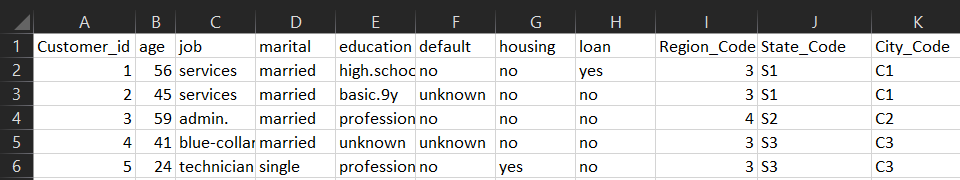 A B C D E F G H I J K
1 Customer_id age job marital education default housing loan Region_Code State_Code City_Code
2 1 56 services married high.schoc no no yes 3 S1 C1
3 2 45 services married basic.9y unknown no no 3 S1 C1
4 3 59 admin. married profession no no no 4 S2 C2
5 4 41 blue-collar married unknown unknown no no 3 S3 C3
6 5 24 technician single profession no yes no 3 S3 C3